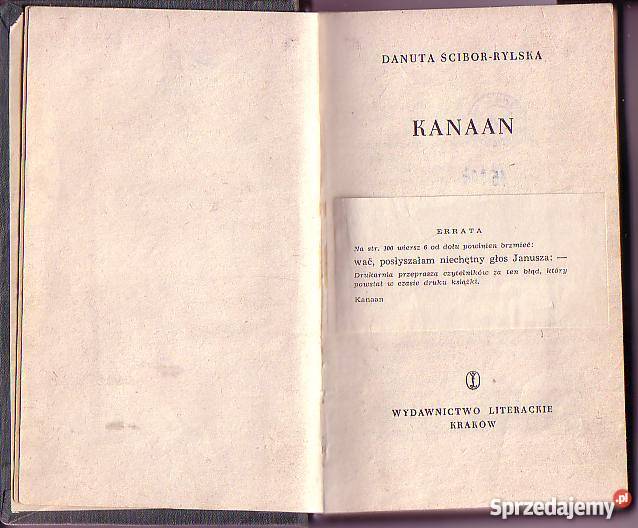 DANUTA ŚCIBOR-RYLSKA
KANAAN
ERRATA
Na str. 100 wiersz 6 od dołu powinien brzmieć:
wać, posłyszałam niechętny głos Janusza: —
Drukarnia przeprasza czytelników za ten błąd, który
powstał w czasie druku książki.
Kanaan
WYDAWNICTWO LITERACKIE
KRAKÓW
Sprzedajemy.pl